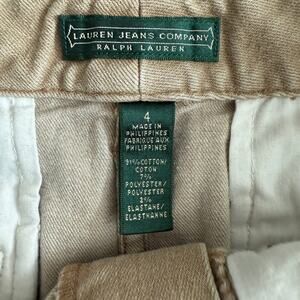 LAUREN JEANS COMPANY
RALPH LAUREN
4
MADE IN
PHILIPPINES
FABRIQUE AUX
PHILIPPINES
91% COTTON/
COTON
7%
POLYESTER/
POLYESTER
2%
ELASTANE/
ELASTHANNE